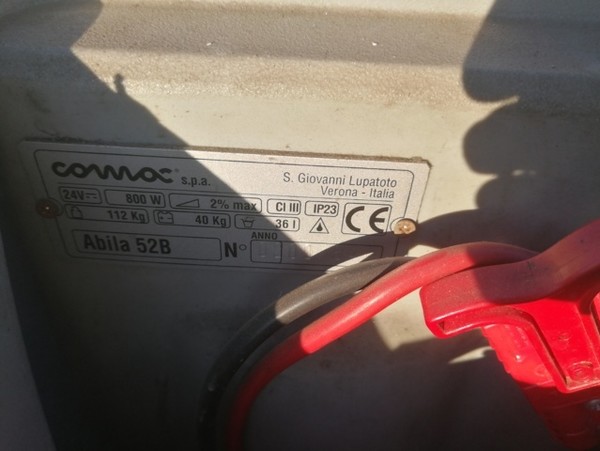 comac s.p.a.
S. Giovanni Lupatoto
Verona - Italia
24V 800 W 2% max Cl III IP23
112 Kg 40 Kg 36 l CE
ANNO
Abila 52B N°